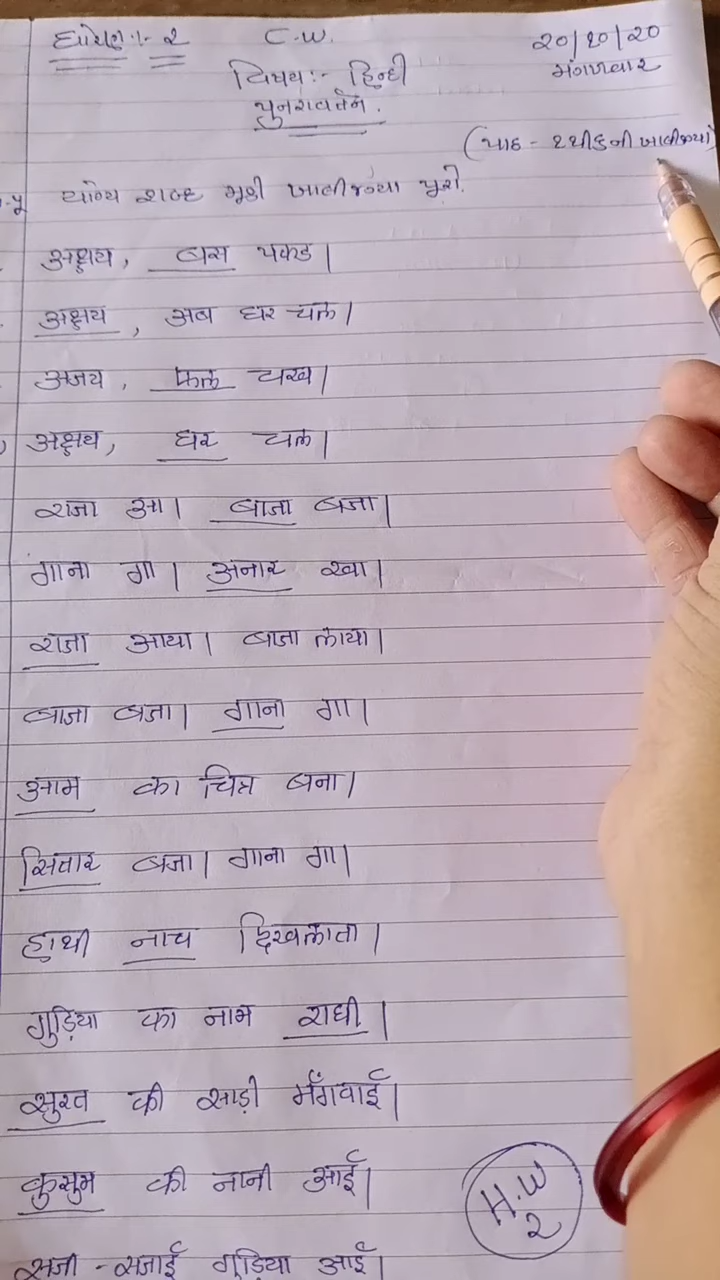 ધોરણ :- ૨ C.W. ૨૦/૧૦/૨૦
વિષય :- હિન્દી મંગળવાર
પુનરાવર્તન.
(પાઠ - ૨ થી ૬ ની ખાલીજગ્યા)
યોગ્ય શબ્દ મૂકી ખાલીજગ્યા પૂરો.
अक्षय, बस पकड।
अक्षय, अब घर चल।
अजय, फल चख।
अक्षय, घर चल।
राजा आ। बाजा बजा।
गाना गा। अनार खा।
राजा आया। बाजा लाया।
बाजा बजा। गाना गा।
आम का चित्र बना।
सितार बजा। गाना गा।
हाथी नाच दिखलाता।
गुड़िया का नाम राधी।
सुरत की साड़ी मँगवाई।
कुसुम की नानी आई।
सजी - सजाई गुड़िया आई।
H.W
2